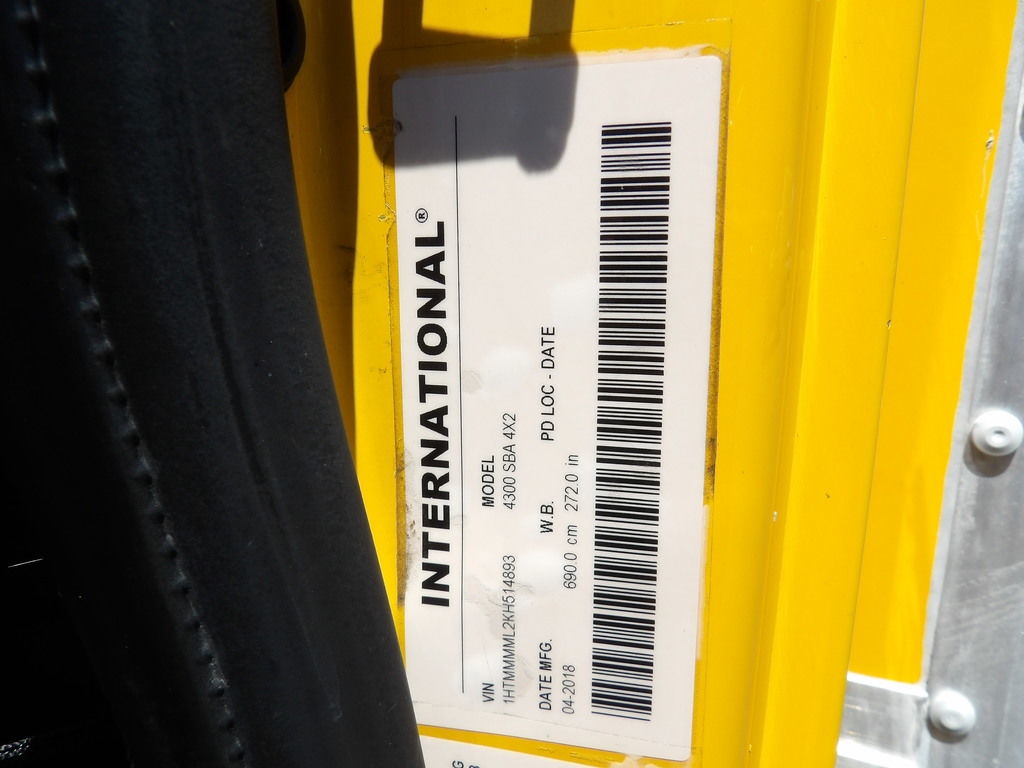 INTERNATIONAL®
VIN MODEL
1HTMMMML2KH514893 4300 SBA 4X2
DATE MFG. W.B. PD LOC - DATE
04-2018 690.0 cm 272.0 in